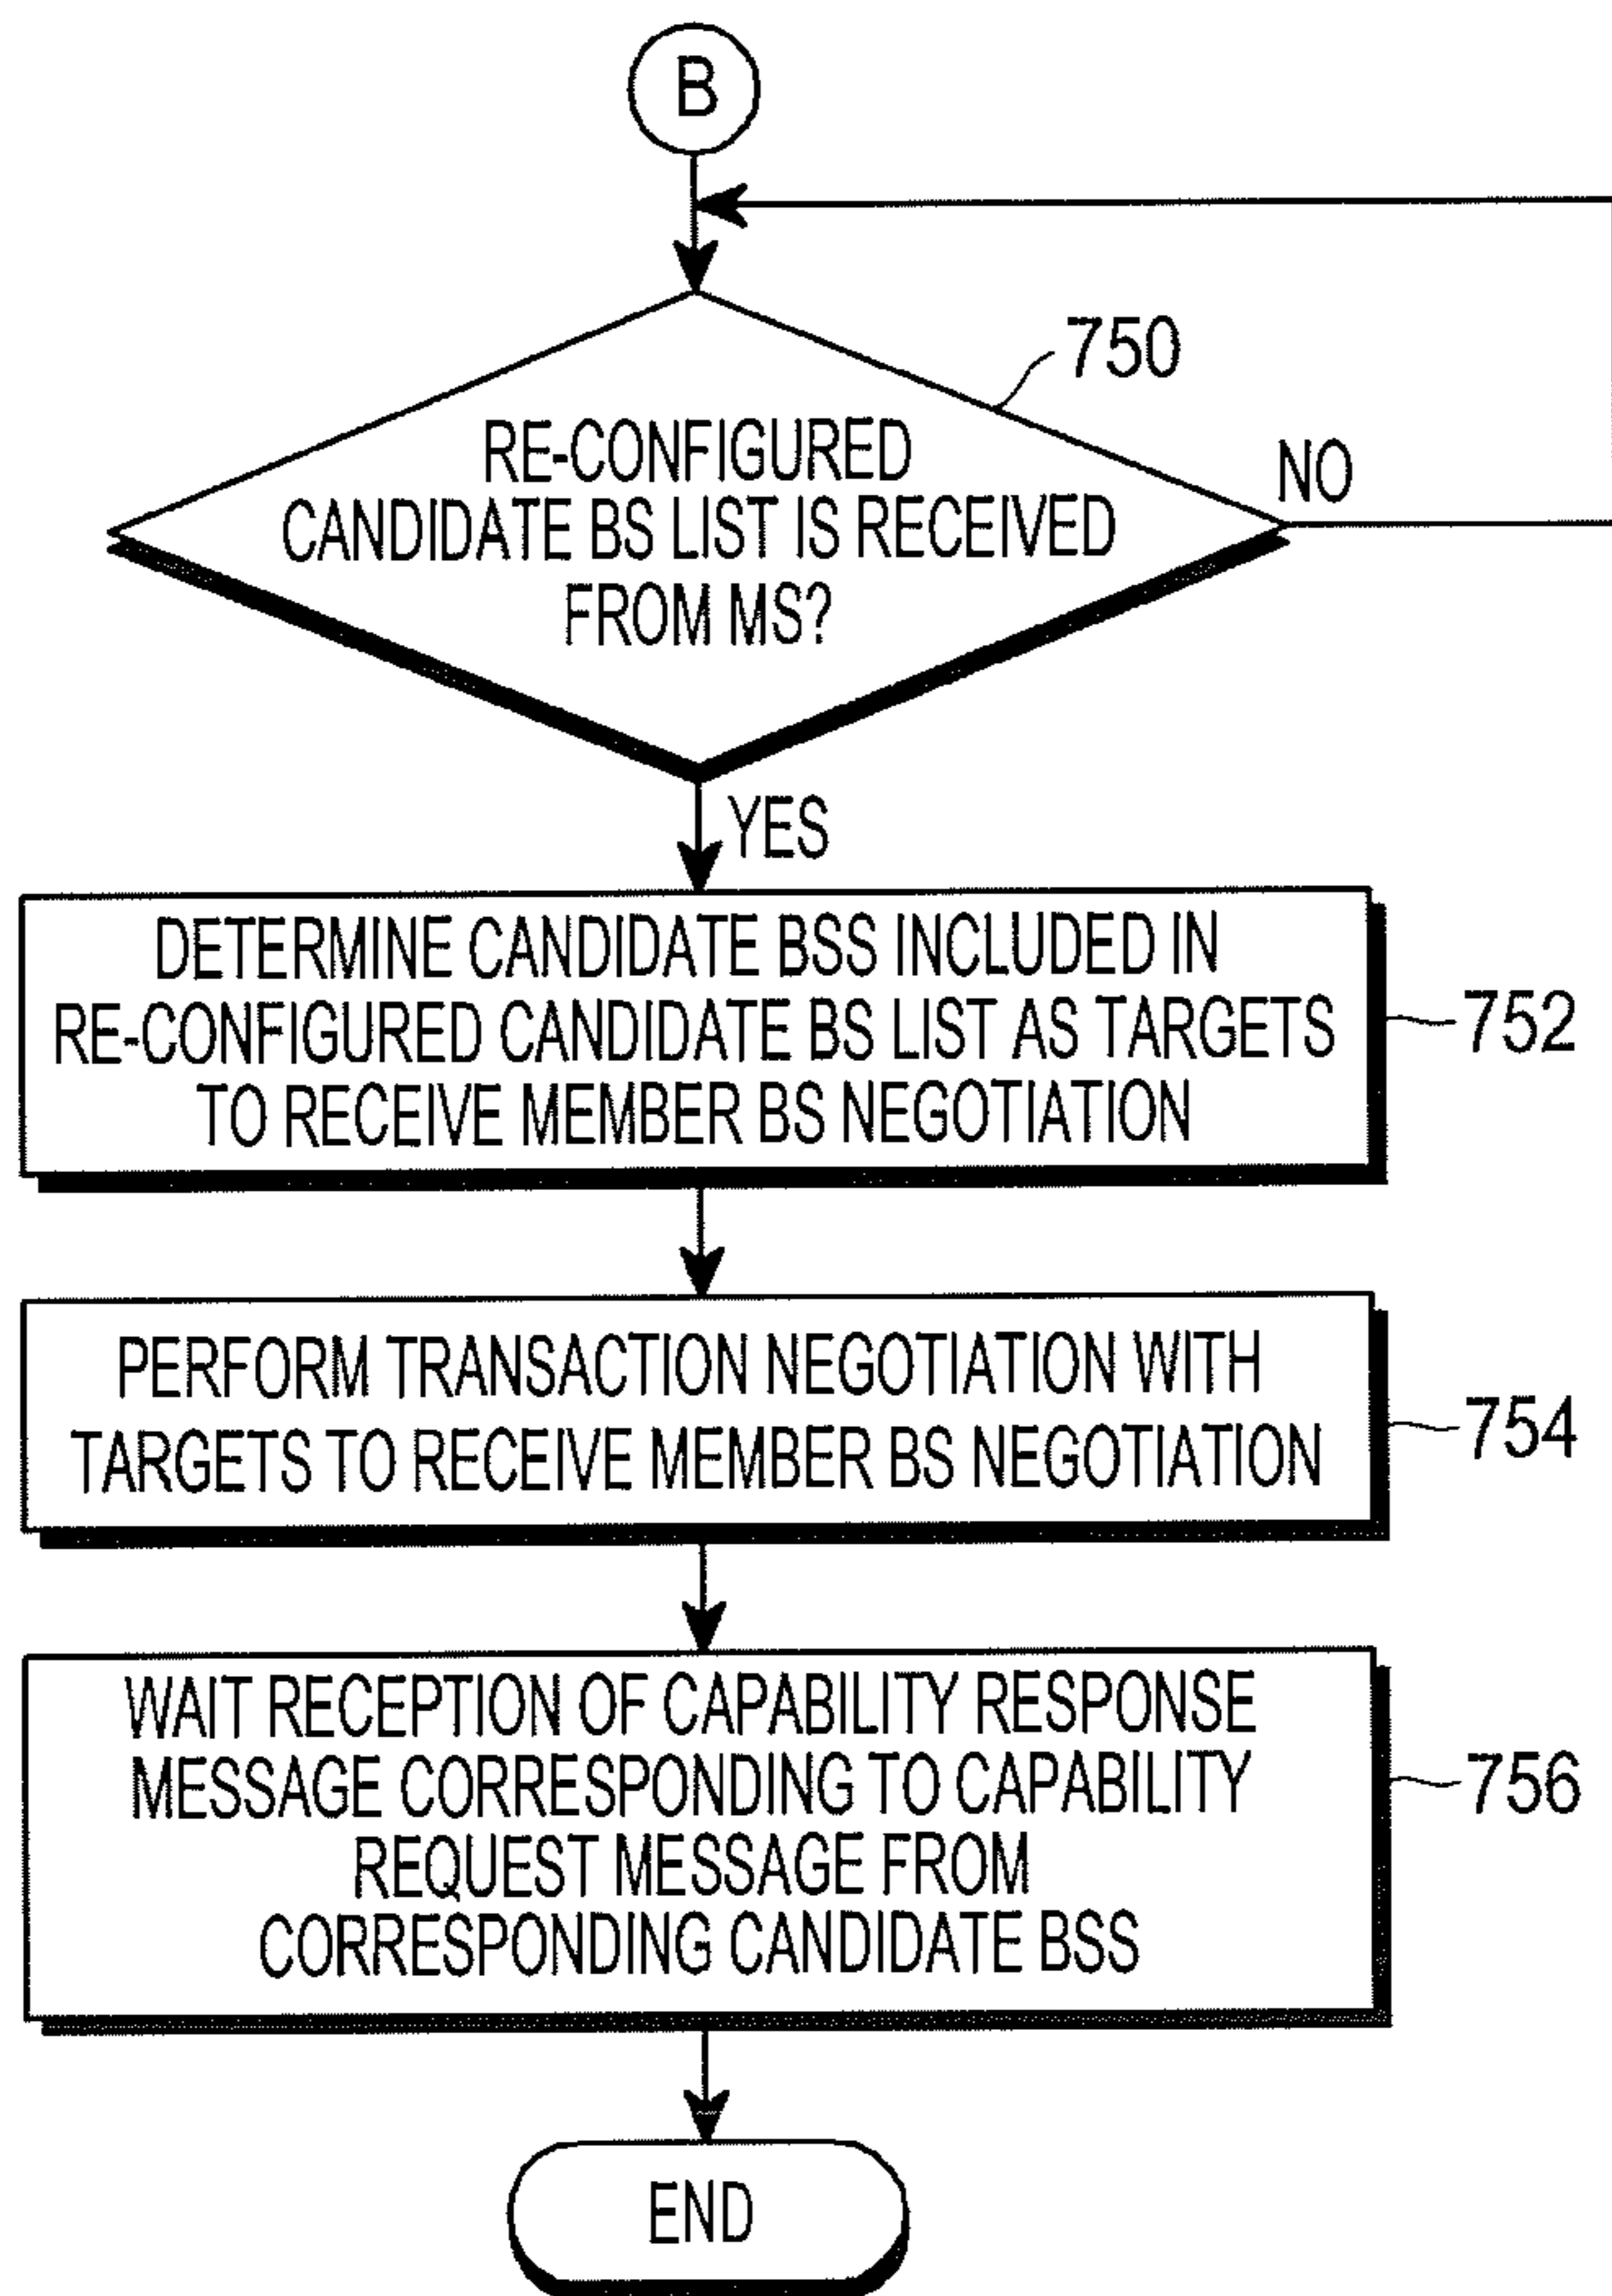 B
750
RE-CONFIGURED
CANDIDATE BS LIST IS RECEIVED
FROM MS?
NO
YES
DETERMINE CANDIDATE BSS INCLUDED IN
RE-CONFIGURED CANDIDATE BS LIST AS TARGETS
TO RECEIVE MEMBER BS NEGOTIATION
752
PERFORM TRANSACTION NEGOTIATION WITH
TARGETS TO RECEIVE MEMBER BS NEGOTIATION
754
WAIT RECEPTION OF CAPABILITY RESPONSE
MESSAGE CORRESPONDING TO CAPABILITY
REQUEST MESSAGE FROM
CORRESPONDING CANDIDATE BSS
756
END